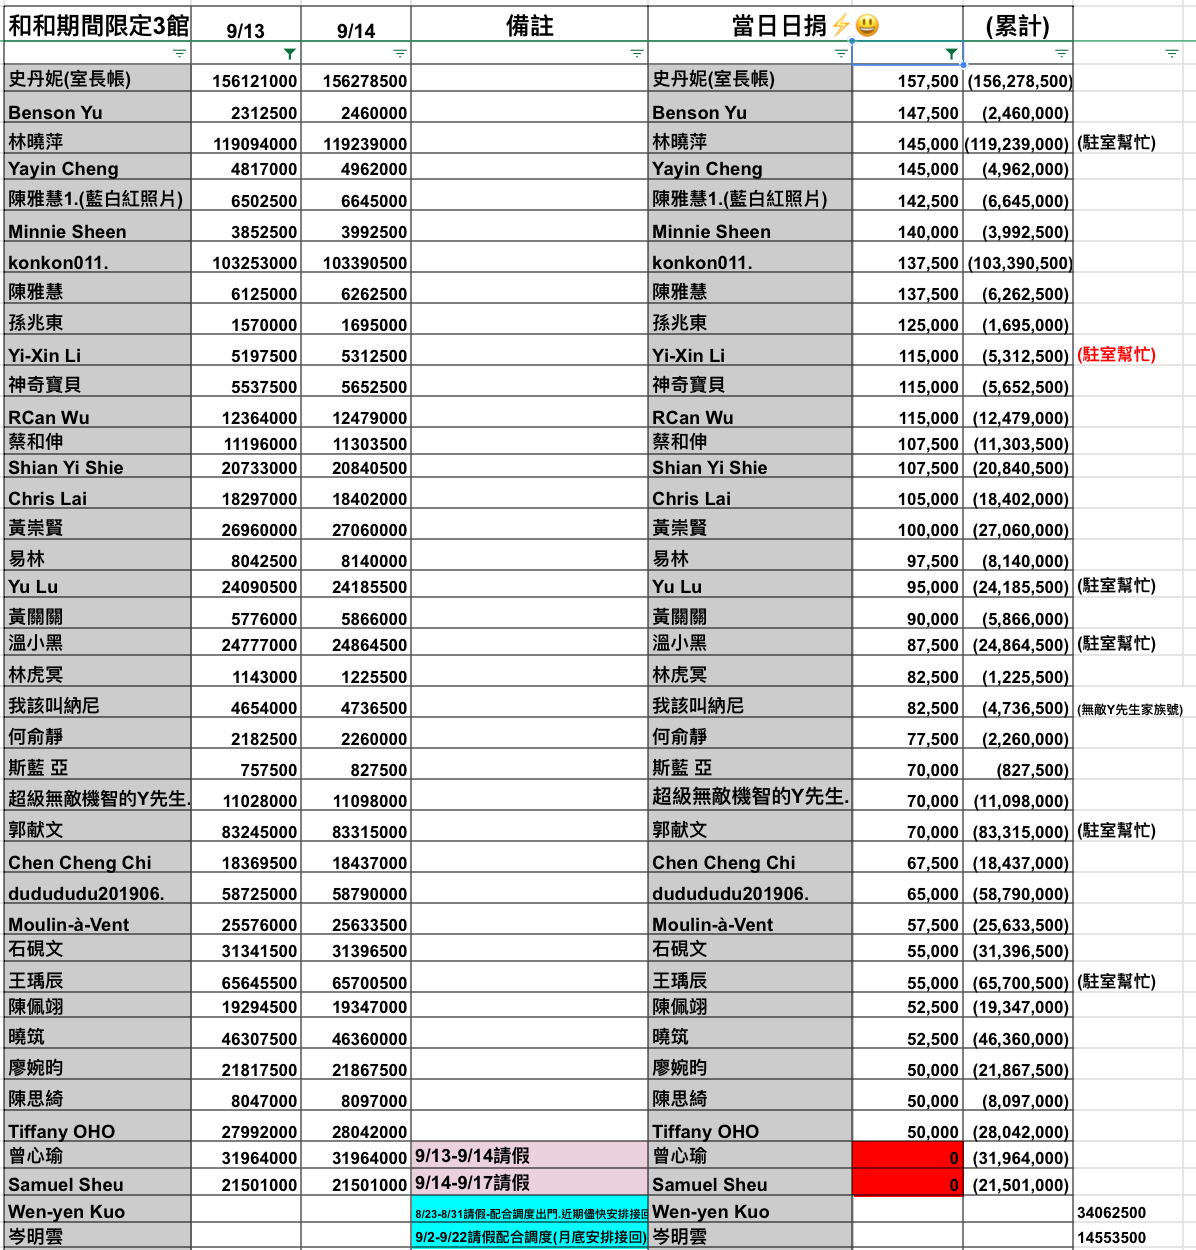 和和期間限定3館 9/13 9/14 備註 當日日捐⚡😃 (累計)
史丹妮(室長帳) 156121000 156278500 史丹妮(室長帳) 157,500 (156,278,500)
Benson Yu 2312500 2460000 Benson Yu 147,500 (2,460,000)
林曉萍 119094000 119239000 林曉萍 145,000 (119,239,000) (駐室幫忙)
Yayin Cheng 4817000 4962000 Yayin Cheng 145,000 (4,962,000)
陳雅慧1.(藍白紅照片) 6502500 6645000 陳雅慧1.(藍白紅照片) 142,500 (6,645,000)
Minnie Sheen 3852500 3992500 Minnie Sheen 140,000 (3,992,500)
konkon011. 103253000 103390500 konkon011. 137,500 (103,390,500)
陳雅慧 6125000 6262500 陳雅慧 137,500 (6,262,500)
孫兆東 1570000 1695000 孫兆東 125,000 (1,695,000)
Yi-Xin Li 5197500 5312500 Yi-Xin Li 115,000 (5,312,500) (駐室幫忙)
神奇寶貝 5537500 5652500 神奇寶貝 115,000 (5,652,500)
RCan Wu 12364000 12479000 RCan Wu 115,000 (12,479,000)
蔡和伸 11196000 11303500 蔡和伸 107,500 (11,303,500)
Shian Yi Shie 20733000 20840500 Shian Yi Shie 107,500 (20,840,500)
Chris Lai 18297000 18402000 Chris Lai 105,000 (18,402,000)
黃崇賢 26960000 27060000 黃崇賢 100,000 (27,060,000)
易林 8042500 8140000 易林 97,500 (8,140,000)
Yu Lu 24090500 24185500 Yu Lu 95,000 (24,185,500) (駐室幫忙)
黃關關 5776000 5866000 黃關關 90,000 (5,866,000)
溫小黑 24777000 24864500 溫小黑 87,500 (24,864,500) (駐室幫忙)
林虎冥 1143000 1225500 林虎冥 82,500 (1,225,500)
我該叫納尼 4654000 4736500 我該叫納尼 82,500 (4,736,500) (無敵Y先生家族號)
何俞靜 2182500 2260000 何俞靜 77,500 (2,260,000)
斯藍 亞 757500 827500 斯藍 亞 70,000 (827,500)
超級無敵機智的Y先生. 11028000 11098000 超級無敵機智的Y先生. 70,000 (11,098,000)
郭献文 83245000 83315000 郭献文 70,000 (83,315,000) (駐室幫忙)
Chen Cheng Chi 18369500 18437000 Chen Cheng Chi 67,500 (18,437,000)
dudududu201906. 58725000 58790000 dudududu201906. 65,000 (58,790,000)
Moulin-à-Vent 25576000 25633500 Moulin-à-Vent 57,500 (25,633,500)
石硯文 31341500 31396500 石硯文 55,000 (31,396,500)
王瑀辰 65645500 65700500 王瑀辰 55,000 (65,700,500) (駐室幫忙)
陳佩翊 19294500 19347000 陳佩翊 52,500 (19,347,000)
曉筑 46307500 46360000 曉筑 52,500 (46,360,000)
廖婉昀 21817500 21867500 廖婉昀 50,000 (21,867,500)
陳思綺 8047000 8097000 陳思綺 50,000 (8,097,000)
Tiffany OHO 27992000 28042000 Tiffany OHO 50,000 (28,042,000)
曾心瑜 31964000 31964000 9/13-9/14請假 曾心瑜 0 (31,964,000)
Samuel Sheu 21501000 21501000 9/14-9/17請假 Samuel Sheu 0 (21,501,000)
Wen-yen Kuo 8/23-8/31請假-配合調度出門.近期儘快安排接回 Wen-yen Kuo 34062500
岑明雲 9/2-9/22請假配合調度(月底安排接回) 岑明雲 14553500